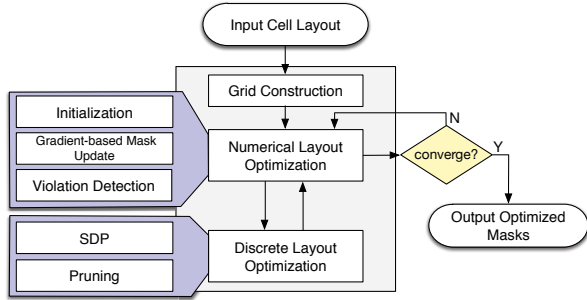 Input Cell Layout
Grid Construction
Initialization
Gradient-based Mask
Update
Violation Detection
Numerical Layout
Optimization
N
converge?
Y
Output Optimized
Masks
SDP
Pruning
Discrete Layout
Optimization